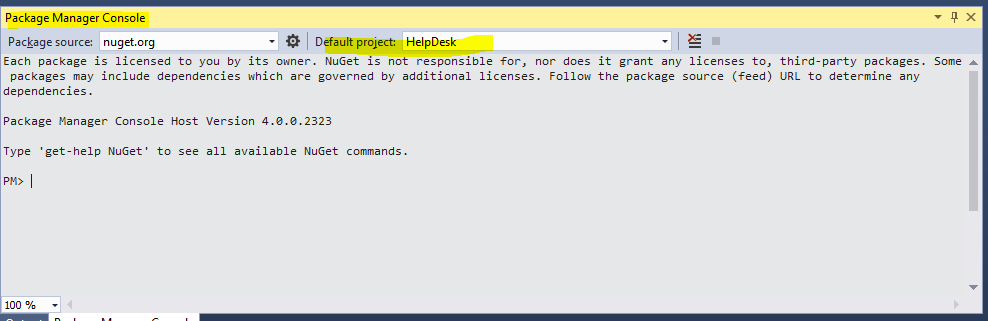 Package Manager Console
Package source: nuget.org Default project: HelpDesk
Each package is licensed to you by its owner. NuGet is not responsible for, nor does it grant any licenses to, third-party packages. Some
packages may include dependencies which are governed by additional licenses. Follow the package source (feed) URL to determine any
dependencies.
Package Manager Console Host Version 4.0.0.2323
Type 'get-help NuGet' to see all available NuGet commands.
PM>
100 %